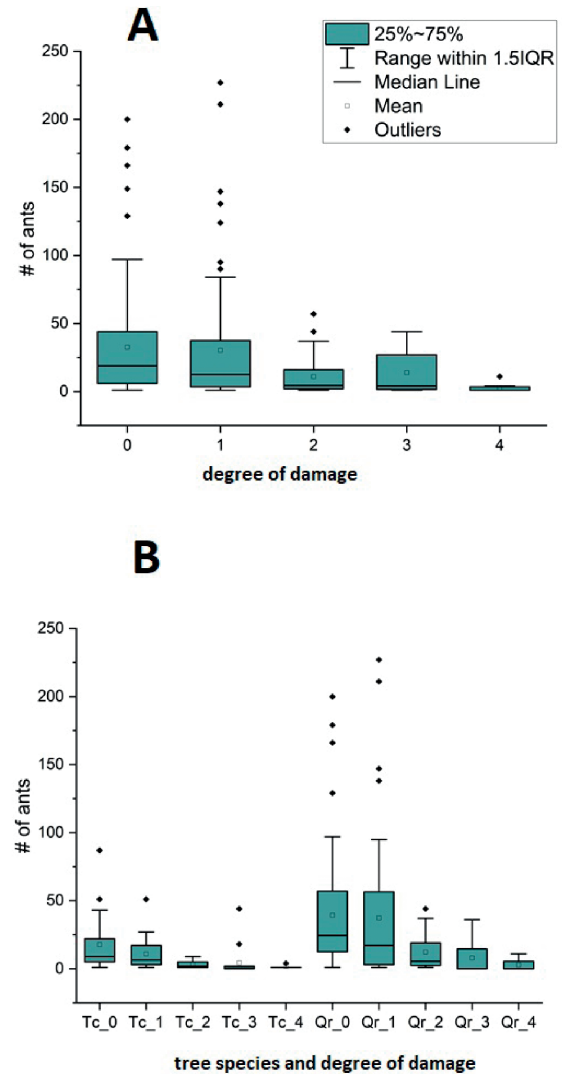 A
25%~75%
Range within 1.5IQR
Median Line
Mean
Outliers
250
200
150
100
50
0
# of ants
0 1 2 3 4
degree of damage
B
250
200
150
100
50
0
# of ants
Tc_0 Tc_1 Tc_2 Tc_3 Tc_4 Qr_0 Qr_1 Qr_2 Qr_3 Qr_4
tree species and degree of damage